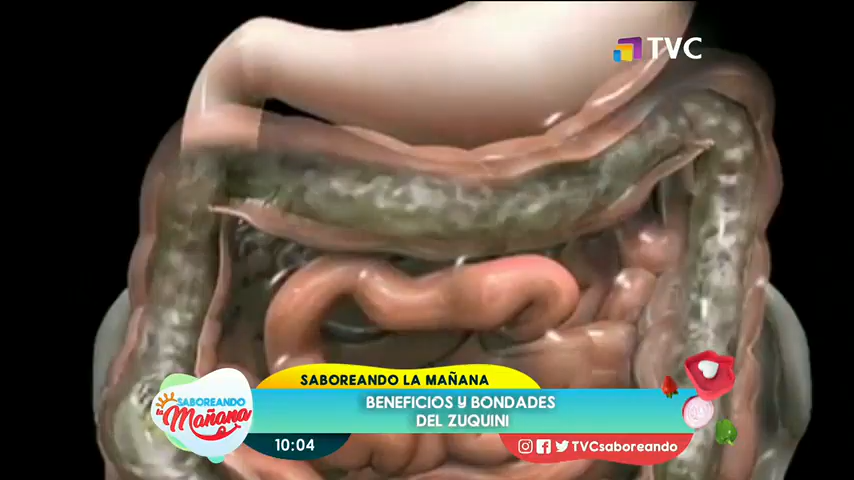 TVC
SABOREANDO LA MAÑANA
SABOREANDO
LA Mañana
BENEFICIOS y BONDADES
DEL ZUQUINI
10:04
TVCsaboreando